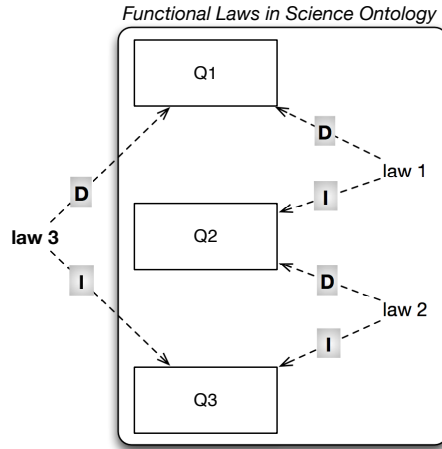 Functional Laws in Science Ontology
Q1
D
law 1
D
I
law 3
Q2
I
D
law 2
I
Q3